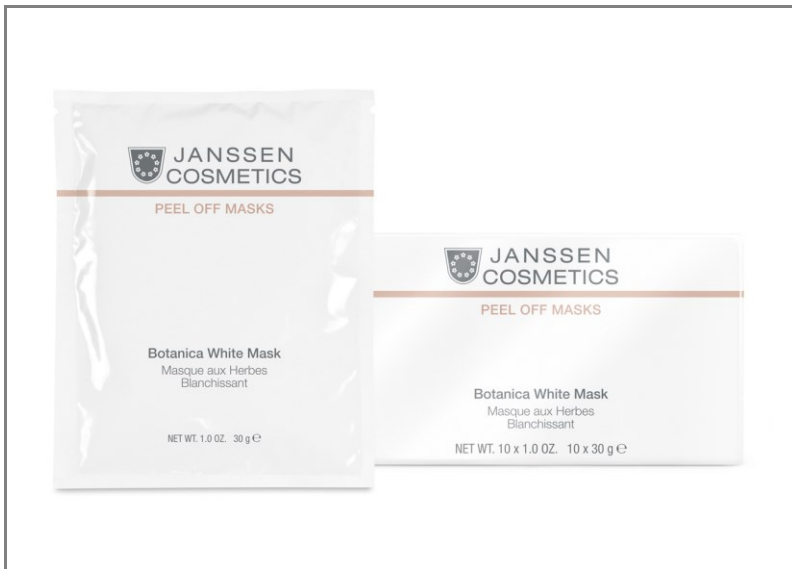 JANSSEN
COSMETICS
PEEL OFF MASKS
Botanica White Mask
Masque aux Herbes
Blanchissant
NET WT. 1.0 OZ. 30 g ℮
JANSSEN
COSMETICS
PEEL OFF MASKS
Botanica White Mask
Masque aux Herbes
Blanchissant
NET WT. 10 x 1.0 OZ. 10 x 30 g ℮